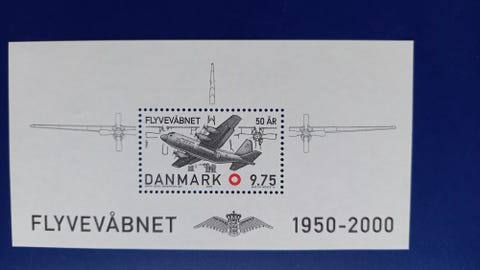 FLYVEVÅBNET 50 ÅR
DANMARK 9.75
FLYVEVÅBNET 1950-2000